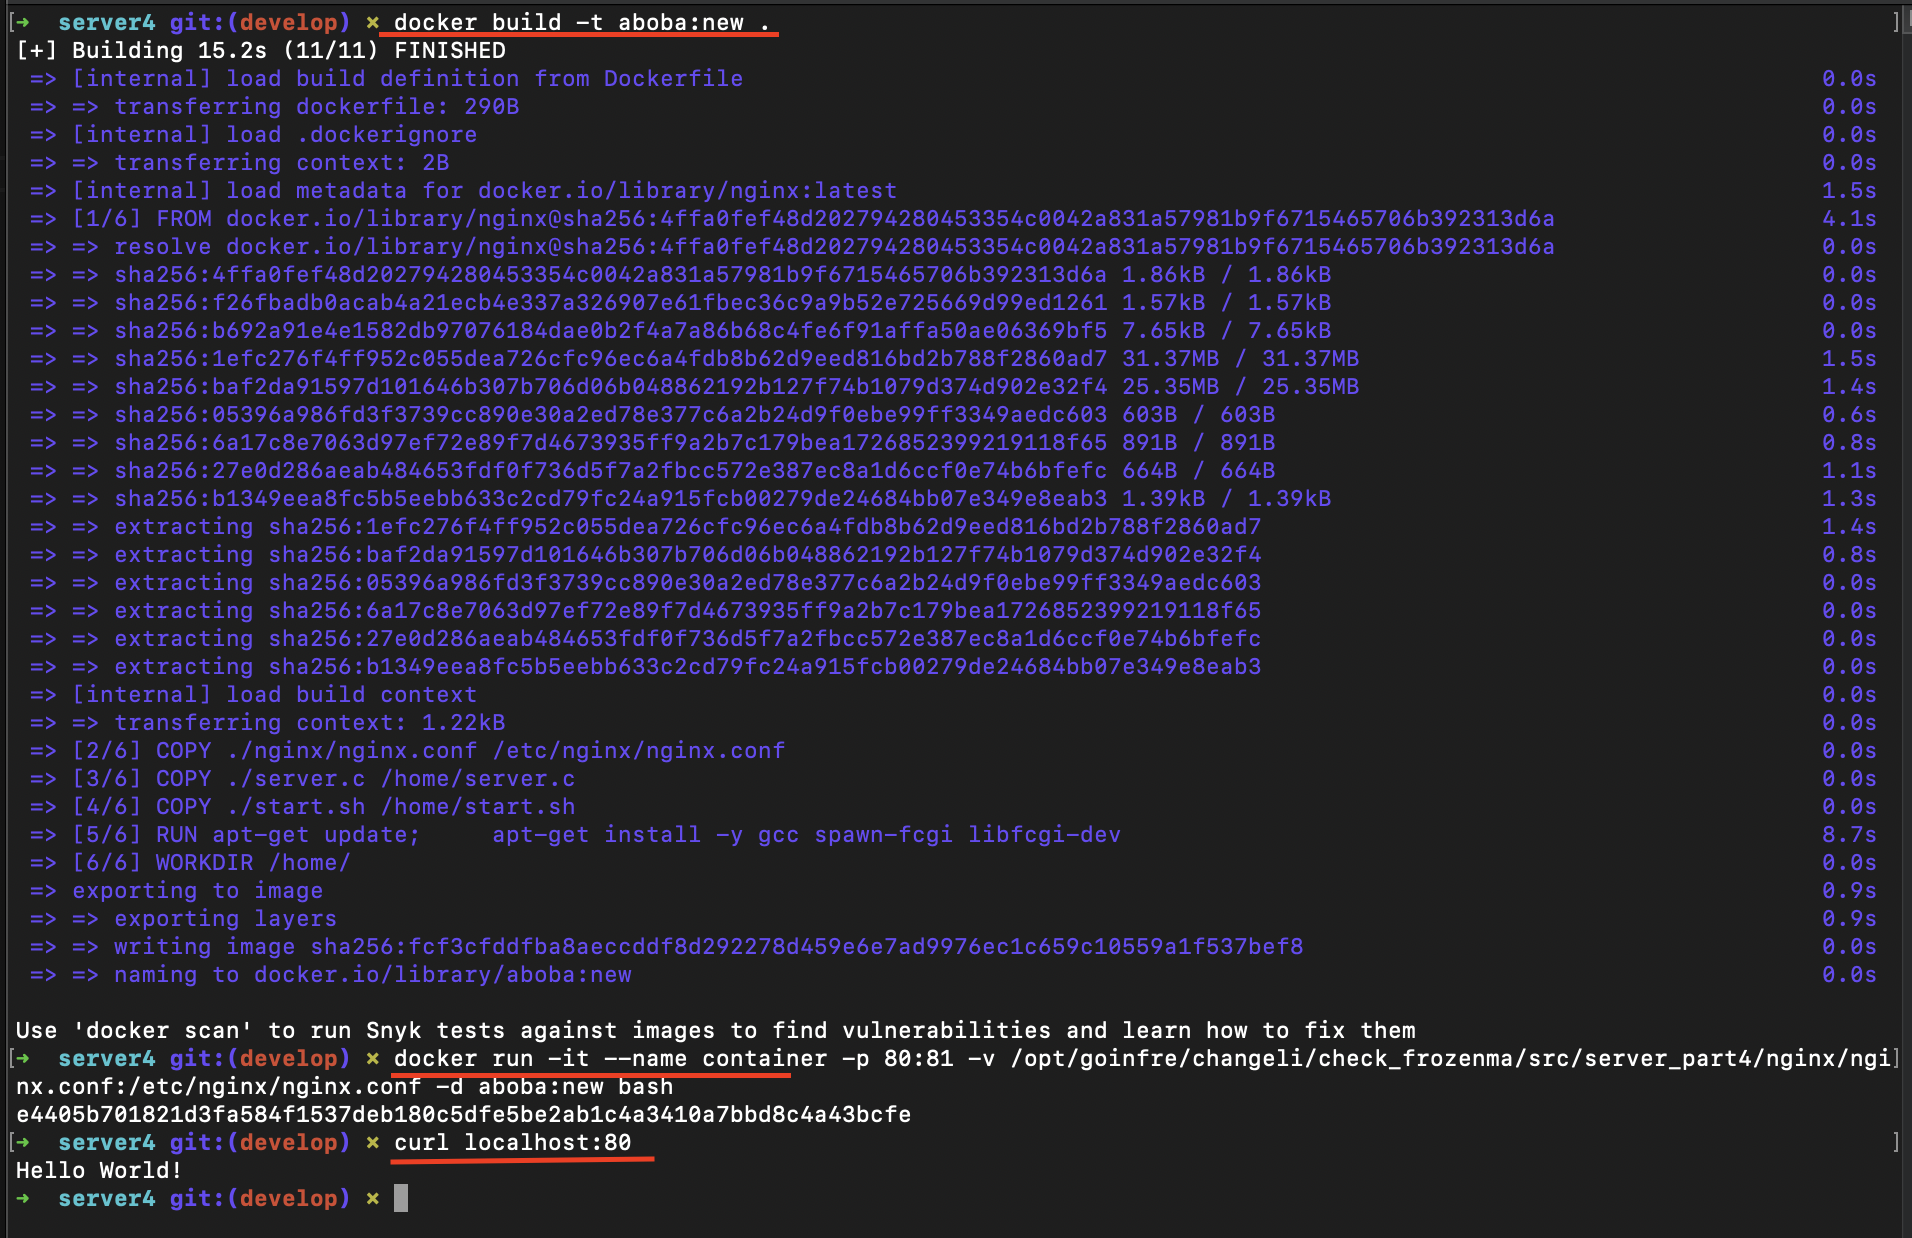 [➜  server4 git:(develop) ✗ docker build -t aboba:new . ]
[+] Building 15.2s (11/11) FINISHED
 => [internal] load build definition from Dockerfile 0.0s
 => => transferring dockerfile: 290B 0.0s
 => [internal] load .dockerignore 0.0s
 => => transferring context: 2B 0.0s
 => [internal] load metadata for docker.io/library/nginx:latest 1.5s
 => [1/6] FROM docker.io/library/nginx@sha256:4ffa0fef48d202794280453354c0042a831a57981b9f6715465706b392313d6a 4.1s
 => => resolve docker.io/library/nginx@sha256:4ffa0fef48d202794280453354c0042a831a57981b9f6715465706b392313d6a 0.0s
 => => sha256:4ffa0fef48d202794280453354c0042a831a57981b9f6715465706b392313d6a 1.86kB / 1.86kB 0.0s
 => => sha256:f26fbadb0acab4a21ecb4e337a326907e61fbec36c9a9b52e725669d99ed1261 1.57kB / 1.57kB 0.0s
 => => sha256:b692a91e4e1582db97076184dae0b2f4a7a86b68c4fe6f91affa50ae06369bf5 7.65kB / 7.65kB 0.0s
 => => sha256:1efc276f4ff952c055dea726cfc96ec6a4fdb8b62d9eed816bd2b788f2860ad7 31.37MB / 31.37MB 1.5s
 => => sha256:baf2da91597d101646b307b706d06b048862192b127f74b1079d374d902e32f4 25.35MB / 25.35MB 1.4s
 => => sha256:05396a986fd3f3739cc890e30a2ed78e377c6a2b24d9f0ebe99ff3349aedc603 603B / 603B 0.6s
 => => sha256:6a17c8e7063d97ef72e89f7d4673935ff9a2b7c179bea1726852399219118f65 891B / 891B 0.8s
 => => sha256:27e0d286aeab484653fdf0f736d5f7a2fbcc572e387ec8a1d6ccf0e74b6bfefc 664B / 664B 1.1s
 => => sha256:b1349eea8fc5b5eebb633c2cd79fc24a915fcb00279de24684bb07e349e8eab3 1.39kB / 1.39kB 1.3s
 => => extracting sha256:1efc276f4ff952c055dea726cfc96ec6a4fdb8b62d9eed816bd2b788f2860ad7 1.4s
 => => extracting sha256:baf2da91597d101646b307b706d06b048862192b127f74b1079d374d902e32f4 0.8s
 => => extracting sha256:05396a986fd3f3739cc890e30a2ed78e377c6a2b24d9f0ebe99ff3349aedc603 0.0s
 => => extracting sha256:6a17c8e7063d97ef72e89f7d4673935ff9a2b7c179bea1726852399219118f65 0.0s
 => => extracting sha256:27e0d286aeab484653fdf0f736d5f7a2fbcc572e387ec8a1d6ccf0e74b6bfefc 0.0s
 => => extracting sha256:b1349eea8fc5b5eebb633c2cd79fc24a915fcb00279de24684bb07e349e8eab3 0.0s
 => [internal] load build context 0.0s
 => => transferring context: 1.22kB 0.0s
 => [2/6] COPY ./nginx/nginx.conf /etc/nginx/nginx.conf 0.0s
 => [3/6] COPY ./server.c /home/server.c 0.0s
 => [4/6] COPY ./start.sh /home/start.sh 0.0s
 => [5/6] RUN apt-get update;     apt-get install -y gcc spawn-fcgi libfcgi-dev 8.7s
 => [6/6] WORKDIR /home/ 0.0s
 => exporting to image 0.9s
 => => exporting layers 0.9s
 => => writing image sha256:fcf3cfddfba8aeccddf8d292278d459e6e7ad9976ec1c659c10559a1f537bef8 0.0s
 => => naming to docker.io/library/aboba:new 0.0s
Use 'docker scan' to run Snyk tests against images to find vulnerabilities and learn how to fix them
[➜  server4 git:(develop) ✗ docker run -it --name container -p 80:81 -v /opt/goinfre/changeli/check_frozenma/src/server_part4/nginx/ngi]
nx.conf:/etc/nginx/nginx.conf -d aboba:new bash
e4405b701821d3fa584f1537deb180c5dfe5be2ab1c4a3410a7bbd8c4a43bcfe
[➜  server4 git:(develop) ✗ curl localhost:80 ]
Hello World!
➜  server4 git:(develop) ✗